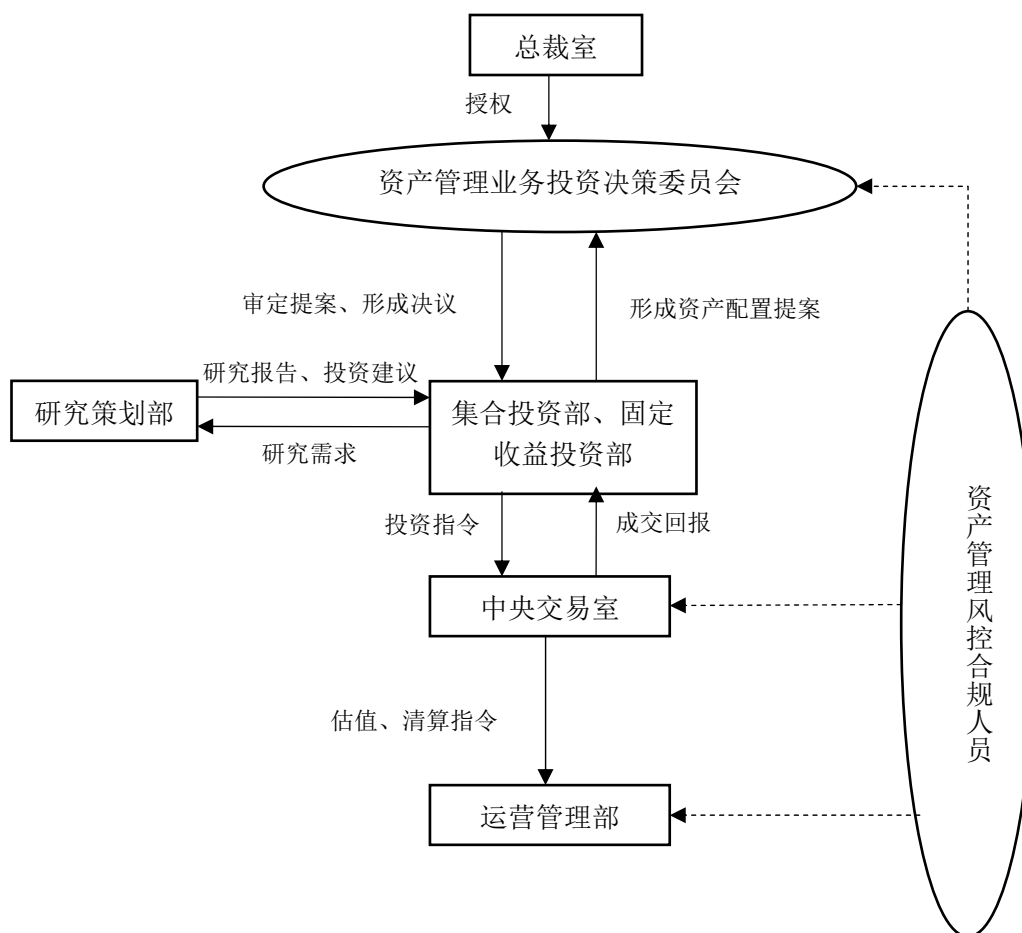 总裁室
授权
资产管理业务投资决策委员会
审定提案、形成决议
形成资产配置提案
研究报告、投资建议
研究策划部
集合投资部、固定
收益投资部
研究需求
投资指令
成交回报
中央交易室
估值、清算指令
运营管理部
资产管理风控合规人员